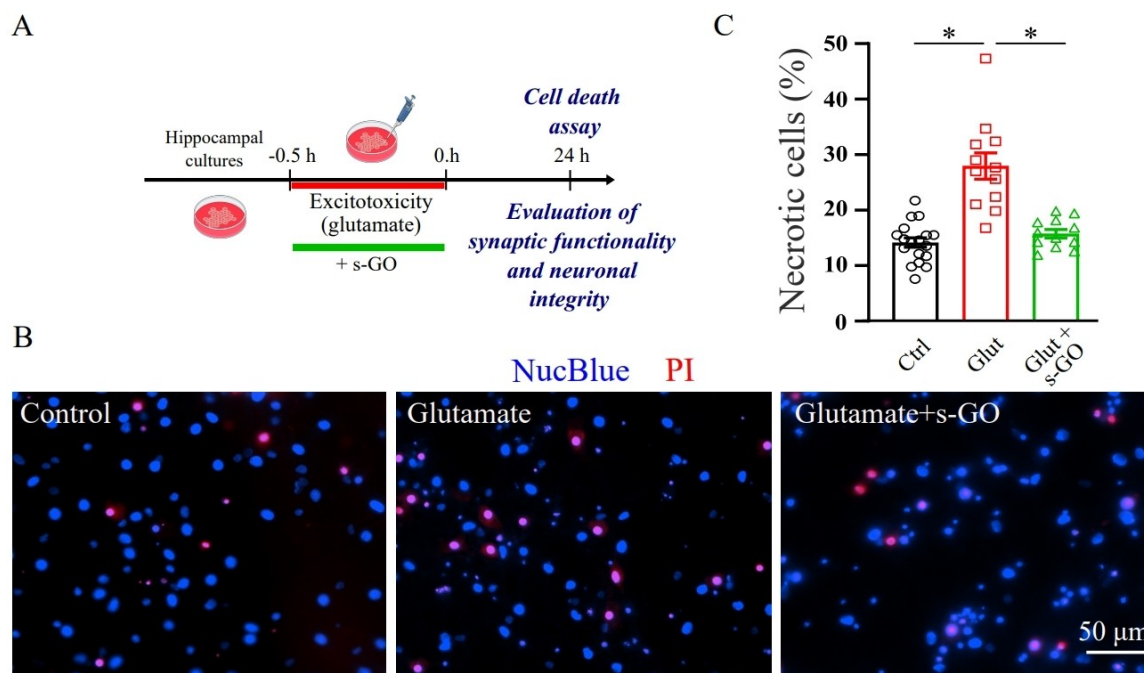 A
Hippocampal
cultures
-0.5 h
0.h
24 h
Cell death
assay
Excitotoxicity
(glutamate)
+ s-GO
Evaluation of
synaptic functionality
and neuronal
integrity
C
Necrotic cells (%)
50
40
30
20
10
0
*
*
Ctrl
Glut
Glut +
s-GO
B
NucBlue PI
Control
Glutamate
Glutamate+s-GO
50 µm